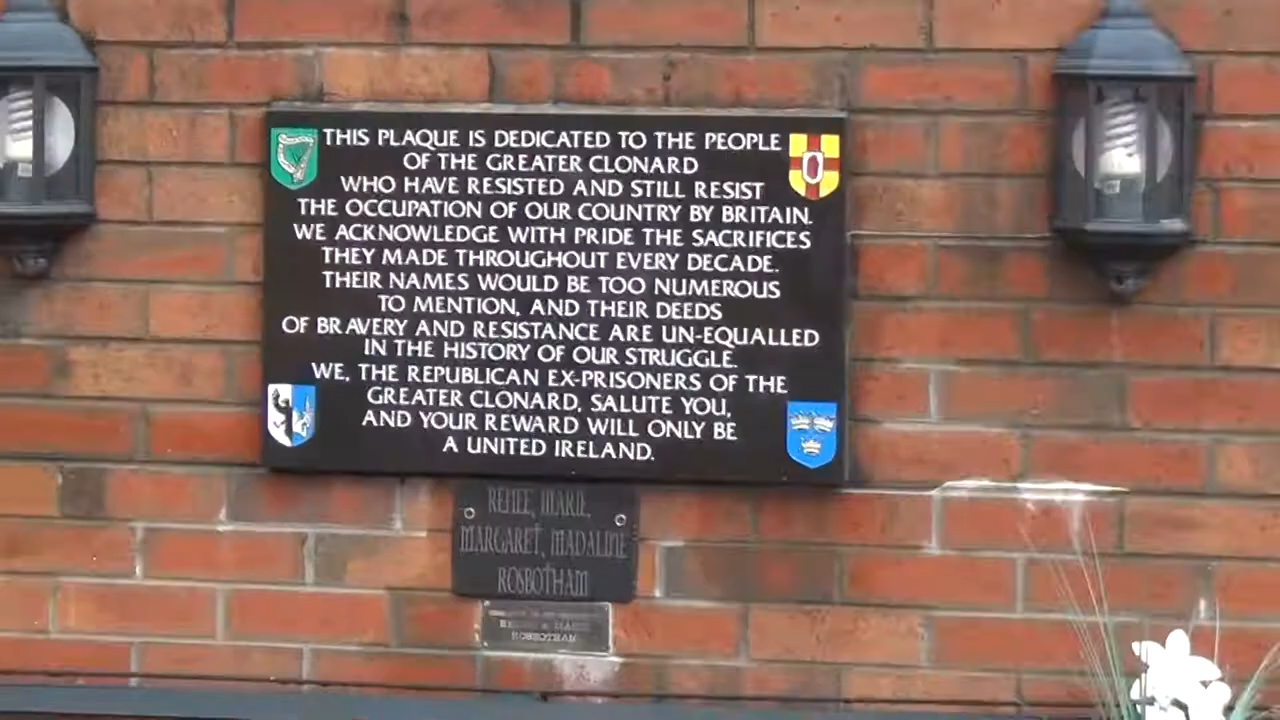 THIS PLAQUE IS DEDICATED TO THE PEOPLE
OF THE GREATER CLONARD
WHO HAVE RESISTED AND STILL RESIST
THE OCCUPATION OF OUR COUNTRY BY BRITAIN.
WE ACKNOWLEDGE WITH PRIDE THE SACRIFICES
THEY MADE THROUGHOUT EVERY DECADE.
THEIR NAMES WOULD BE TOO NUMEROUS
TO MENTION, AND THEIR DEEDS
OF BRAVERY AND RESISTANCE ARE UN-EQUALLED
IN THE HISTORY OF OUR STRUGGLE.
WE, THE REPUBLICAN EX-PRISONERS OF THE
GREATER CLONARD, SALUTE YOU,
AND YOUR REWARD WILL ONLY BE
A UNITED IRELAND.
RENEE, MARIE,
MARGARET, MADALINE
ROSBOTHAM
ROSBOTHAM